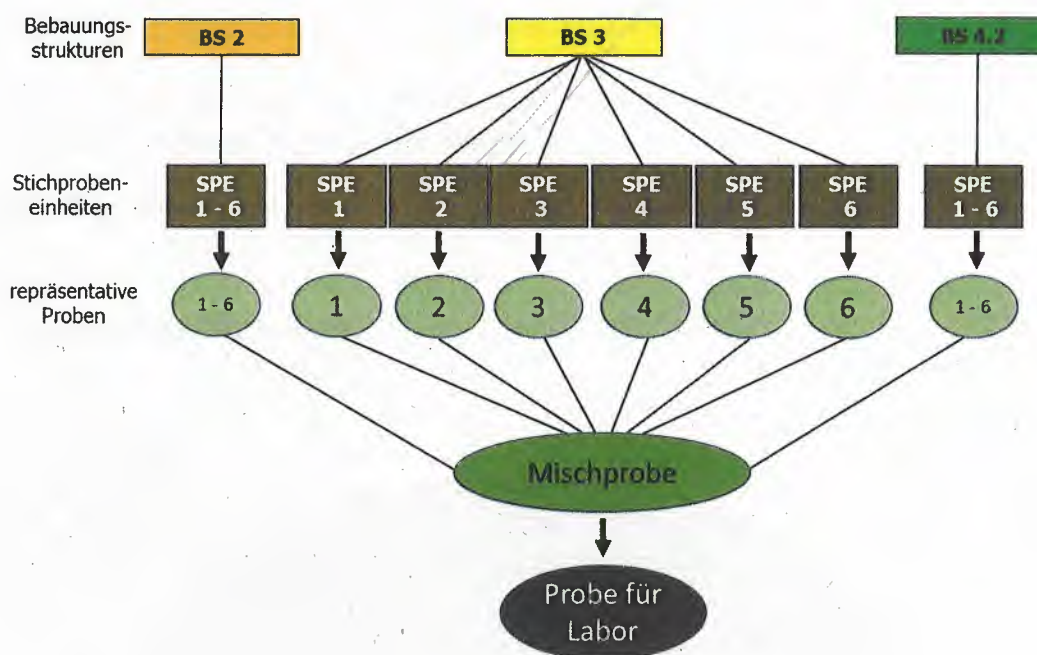 Bebauungs-
strukturen
BS 2
BS 3
BS 4.2
Stichproben-
einheiten
SPE
1 - 6
SPE
1
SPE
2
SPE
3
SPE
4
SPE
5
SPE
6
SPE
1 - 6
repräsentative
Proben
1 - 6
1
2
3
4
5
6
1 - 6
Mischprobe
Probe für
Labor